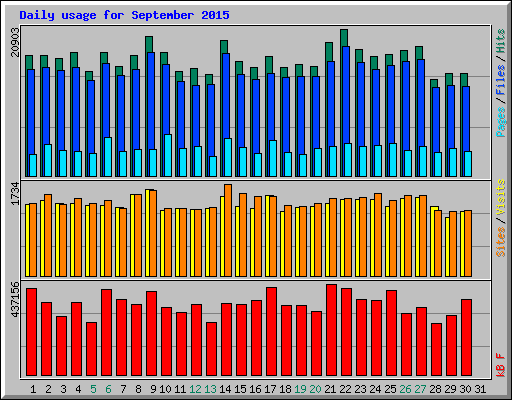 Daily usage for September 2015
20903
Pages/Files/Hits
1734
Sites/Visits
437156
kB F
1 2 3 4 5 6 7 8 9 10 11 12 13 14 15 16 17 18 19 20 21 22 23 24 25 26 27 28 29 30 31